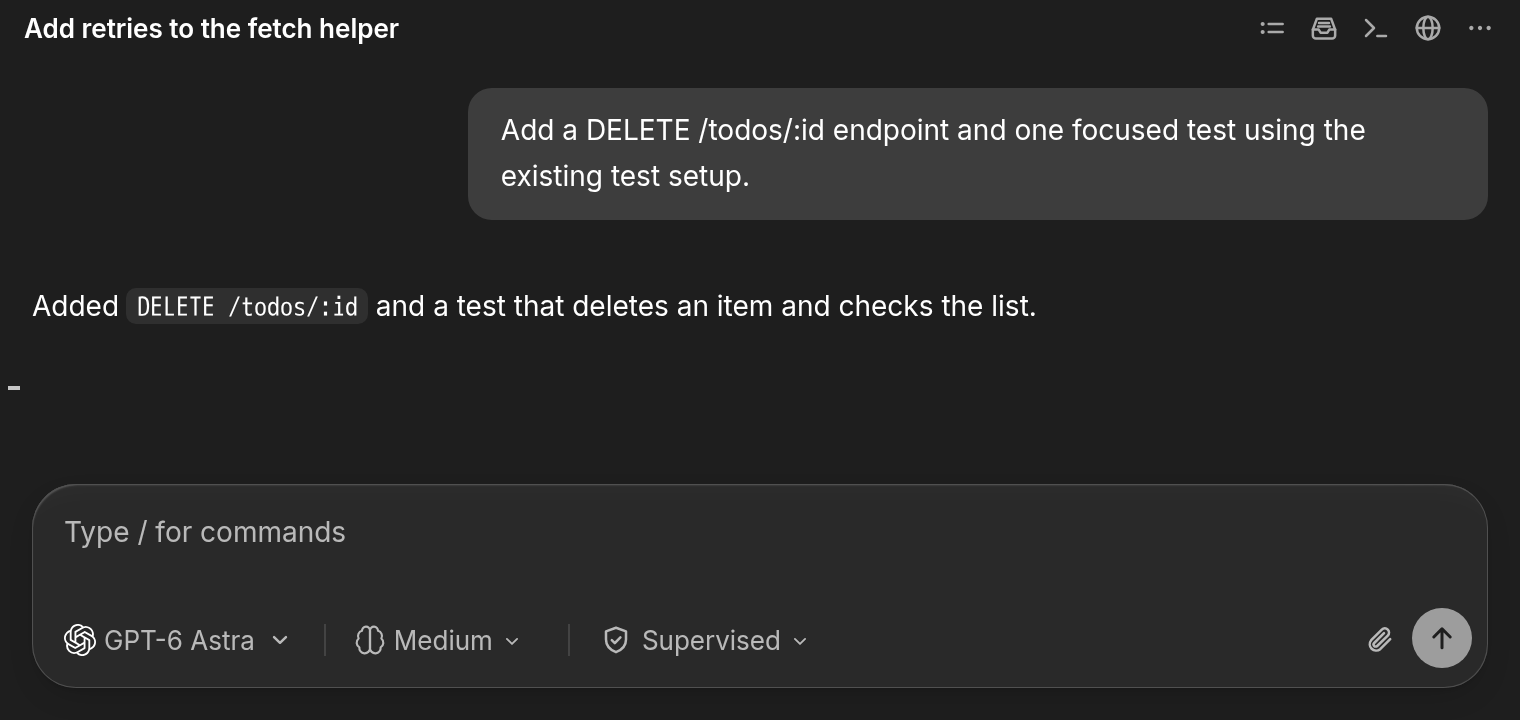 Add retries to the fetch helper
Add a DELETE /todos/:id endpoint and one focused test using the
existing test setup.
Added DELETE /todos/:id and a test that deletes an item and checks the list.
Type / for commands
GPT-6 Astra
Medium
Supervised